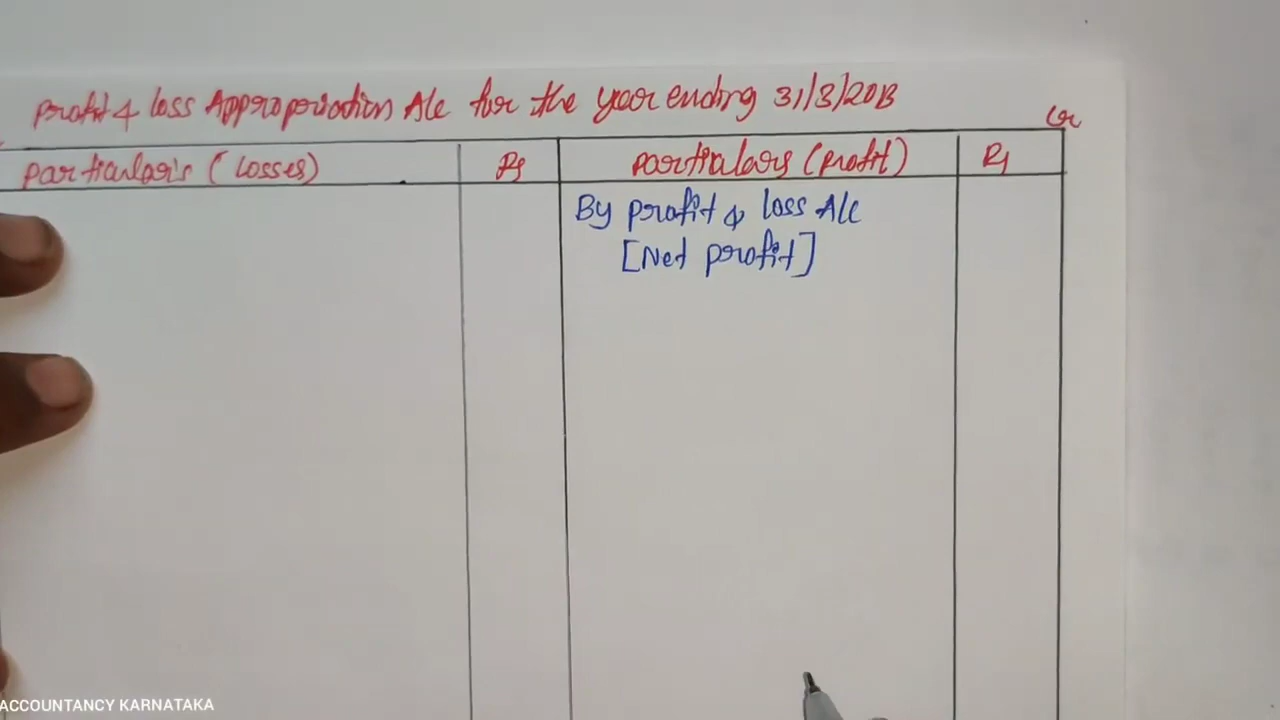 Profit & loss Appropriation A/c for the year ending 31/3/2013
Cr
Particulars (Losses) Rs Particulars (Profit) Rs
By profit & loss A/c
[Net profit]
ACCOUNTANCY KARNATAKA